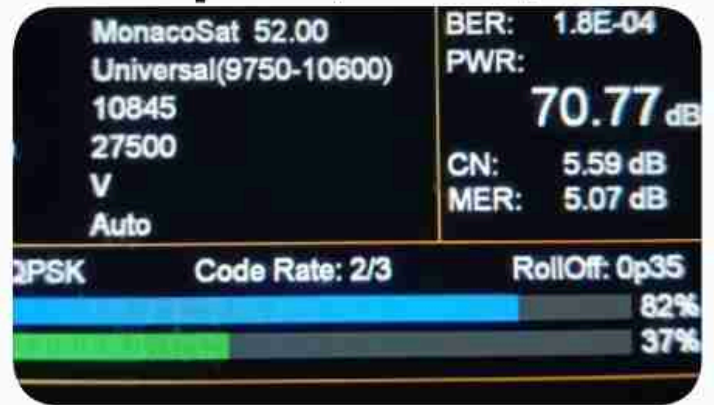 MonacoSat 52.00
Universal(9750-10600)
10845
27500
V
Auto
BER: 1.8E-04
PWR:
70.77 dB
CN: 5.59 dB
MER: 5.07 dB
QPSK Code Rate: 2/3 RollOff: 0p35
82%
37%